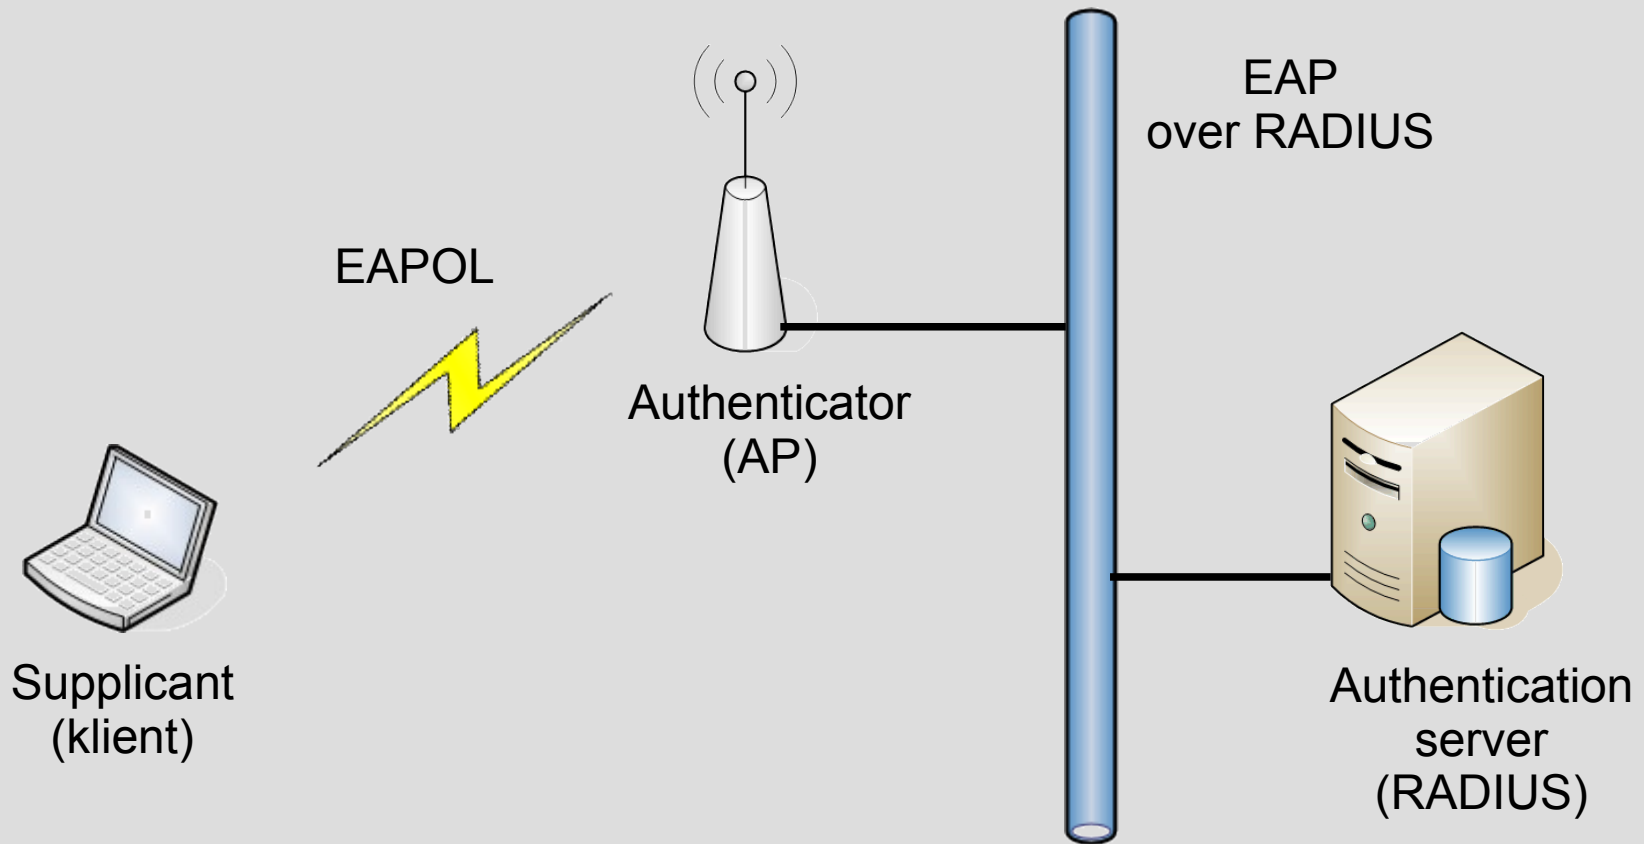 EAP
over RADIUS
EAPOL
Authenticator
(AP)
Supplicant
(klient)
Authentication
server
(RADIUS)